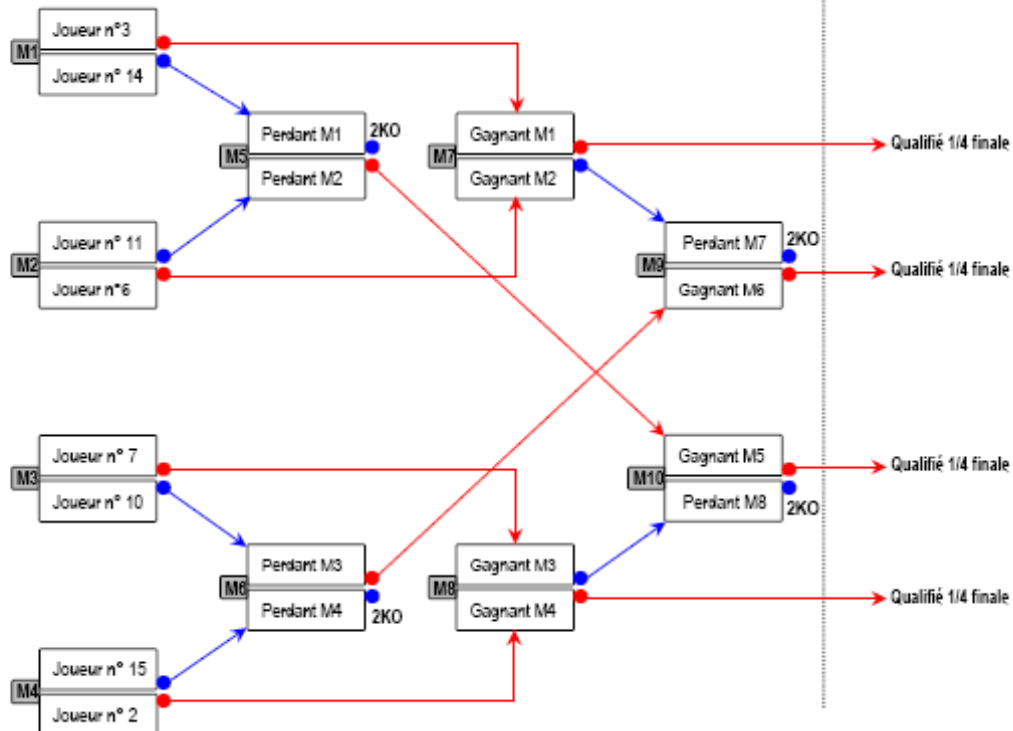 Joueur n°3
M1
Joueur n° 14
Perdant M1
2KO
M5
Perdant M2
Gagnant M1
M7
Gagnant M2
Qualifié 1/4 finale
Joueur n° 11
M2
Joueur n°6
Perdant M7
2KO
M9
Gagnant M6
Qualifié 1/4 finale
Joueur n° 7
M3
Joueur n° 10
Gagnant M5
M10
Perdant M8
2KO
Qualifié 1/4 finale
Perdant M3
M6
Perdant M4
2KO
Gagnant M3
M8
Gagnant M4
Qualifié 1/4 finale
Joueur n° 15
M4
Joueur n° 2